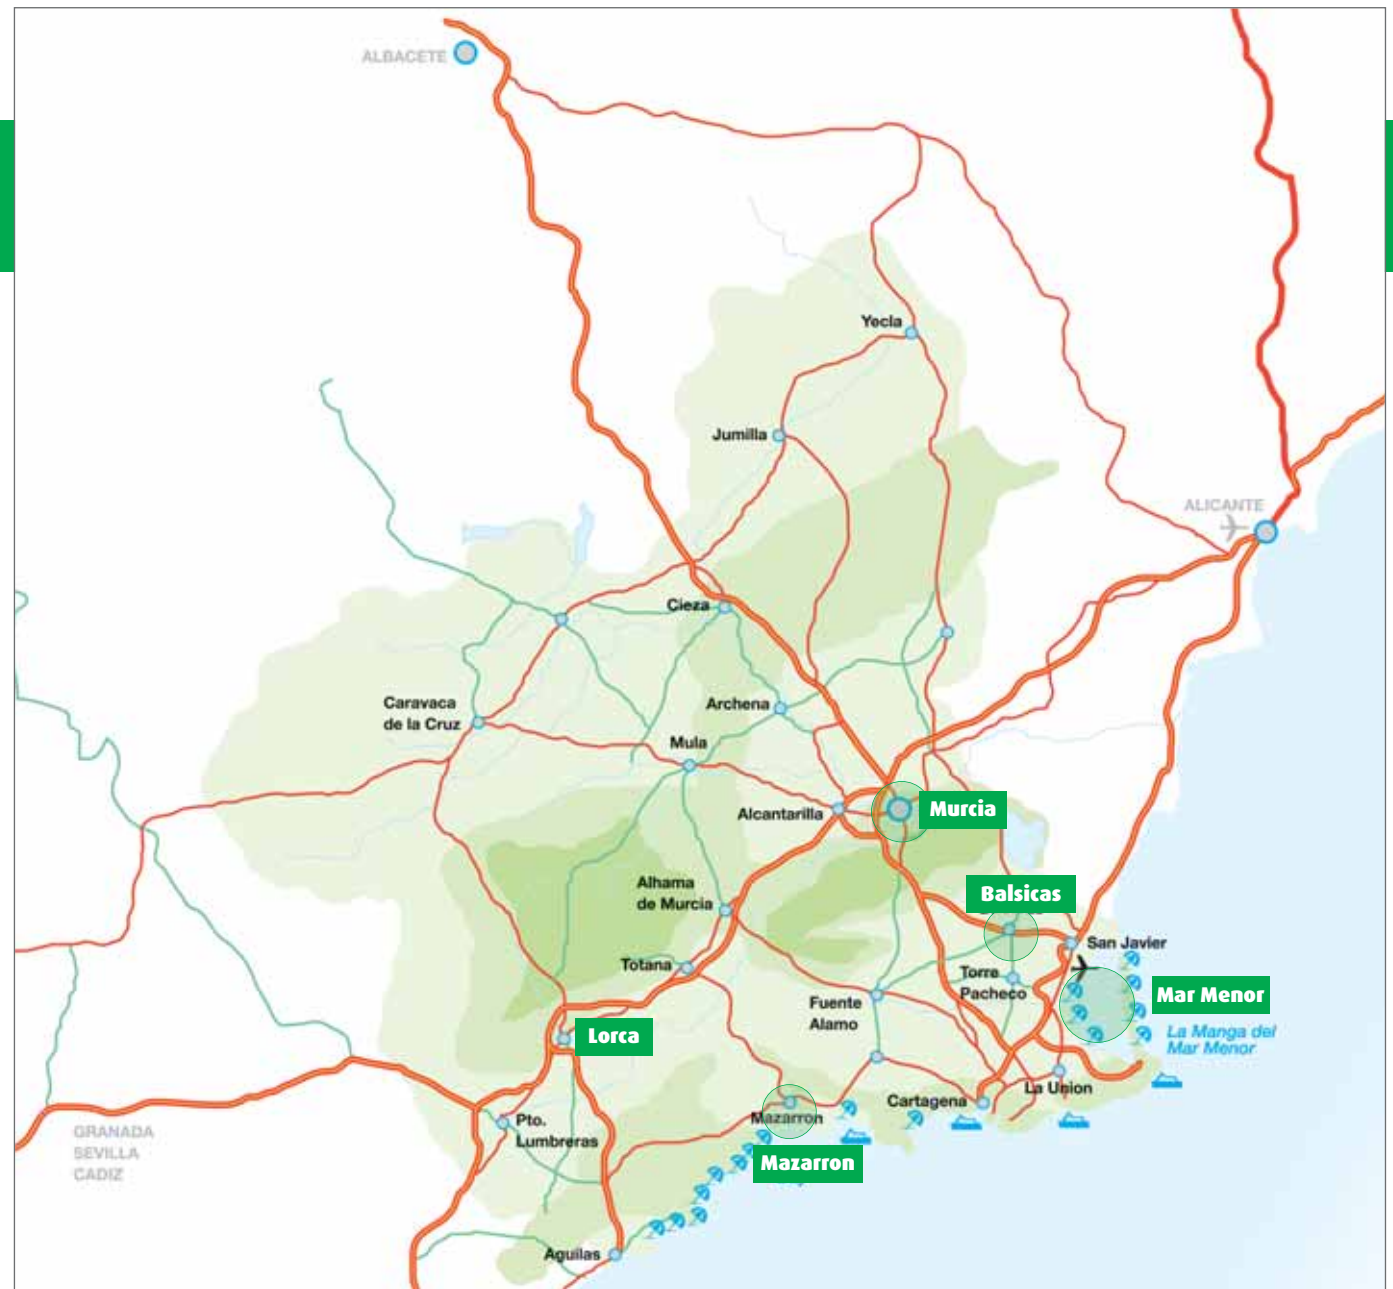 ALBACETE
Yecla
Jumilla
ALICANTE
Cieza
Caravaca
de la Cruz
Archena
Mula
Alcantarilla
Murcia
Alhama
de Murcia
Balsicas
San Javier
Totana
Torre
Pacheco
Mar Menor
Fuente
Alamo
Lorca
La Manga del
Mar Menor
La Union
Cartagena
Mazarron
Pto.
Lumbreras
GRANADA
SEVILLA
CADIZ
Mazarron
Aguilas